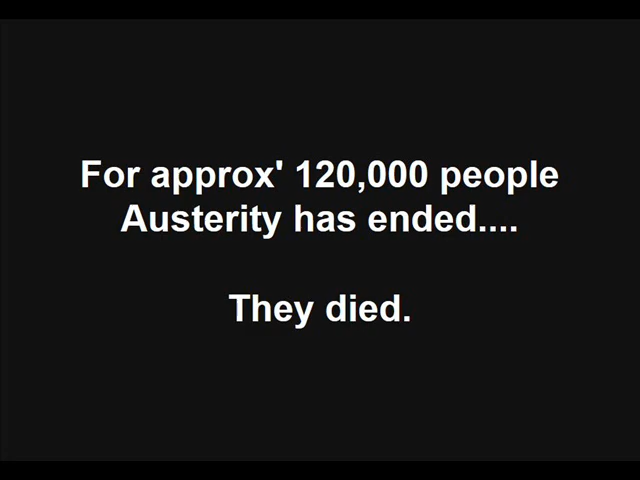 For approx' 120,000 people
Austerity has ended....
They died.